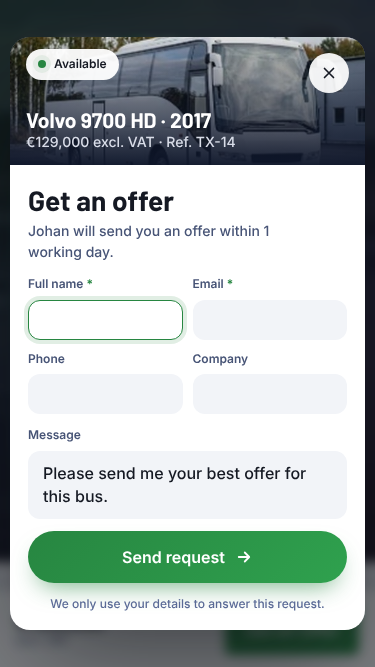 Available
Volvo 9700 HD · 2017
€129,000 excl. VAT · Ref. TX-14
Get an offer
Johan will send you an offer within 1
working day.
Full name *
Email *
Phone
Company
Message
Please send me your best offer for
this bus.
Send request →
We only use your details to answer this request.